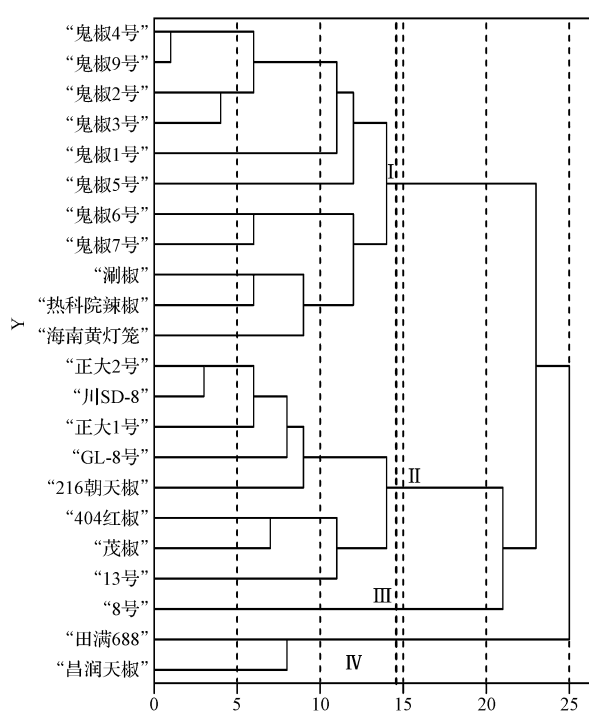 “鬼椒4号”
“鬼椒9号”
“鬼椒2号”
“鬼椒3号”
“鬼椒1号”
“鬼椒5号”
I
“鬼椒6号”
“鬼椒7号”
“涮椒”
“热科院辣椒”
“海南黄灯笼”
Y
“正大2号”
“川SD-8”
“正大1号”
“GL-8号”
“216朝天椒”
II
“404红椒”
“茂椒”
“13号”
“8号”
III
“田满688”
“昌润天椒”
IV
0 5 10 15 20 25